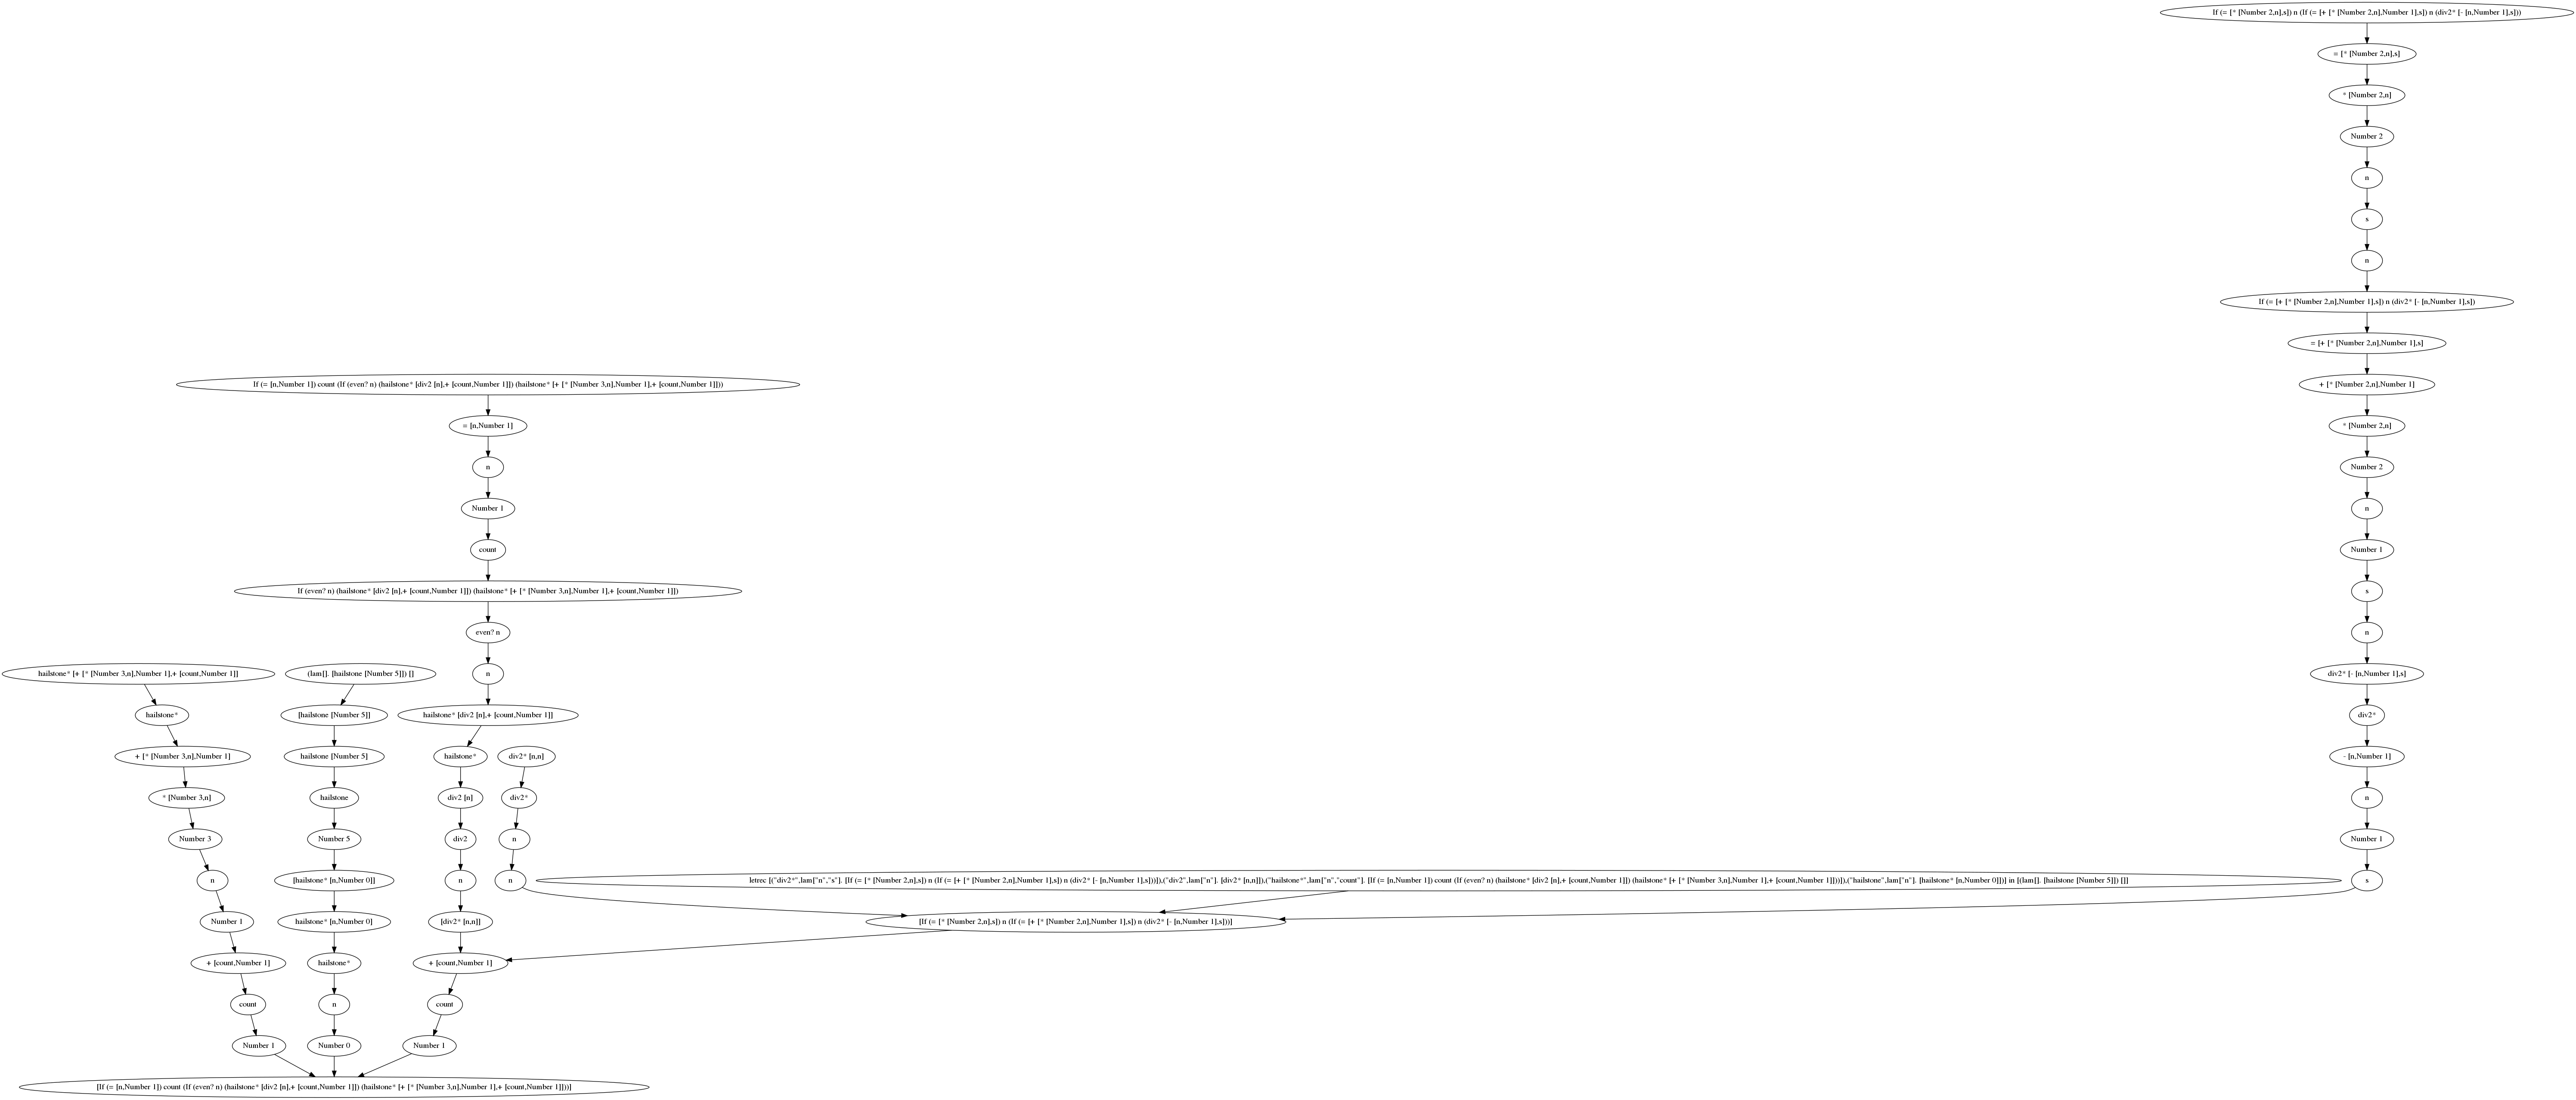 If (= [* [Number 2,n],s]) n (If (= [+ [* [Number 2,n],Number 1],s]) n (div2* [- [n,Number 1],s]))
= [* [Number 2,n],s]
* [Number 2,n]
Number 2
n
s
n
If (= [+ [* [Number 2,n],Number 1],s]) n (div2* [- [n,Number 1],s])
= [+ [* [Number 2,n],Number 1],s]
If (= [n,Number 1]) count (If (even? n) (hailstone* [div2 [n],+ [count,Number 1]]) (hailstone* [+ [* [Number 3,n],Number 1],+ [count,Number 1]]))
+ [* [Number 2,n],Number 1]
= [n,Number 1]
* [Number 2,n]
n
Number 2
Number 1
n
count
Number 1
If (even? n) (hailstone* [div2 [n],+ [count,Number 1]]) (hailstone* [+ [* [Number 3,n],Number 1],+ [count,Number 1]])
s
even? n
n
hailstone* [+ [* [Number 3,n],Number 1],+ [count,Number 1]]
(lam[]. [hailstone [Number 5]]) []
n
div2* [- [n,Number 1],s]
hailstone*
[hailstone [Number 5]]
hailstone* [div2 [n],+ [count,Number 1]]
div2*
+ [* [Number 3,n],Number 1]
hailstone [Number 5]
hailstone*
div2* [n,n]
- [n,Number 1]
* [Number 3,n]
hailstone
div2 [n]
div2*
n
Number 3
Number 5
div2
n
Number 1
n
[hailstone* [n,Number 0]]
n
n
letrec [("div2*",lam["n","s"]. [If (= [* [Number 2,n],s]) n (If (= [+ [* [Number 2,n],Number 1],s]) n (div2* [- [n,Number 1],s]))]),("div2",lam["n"]. [div2* [n,n]]),("hailstone*",lam["n","count"]. [If (= [n,Number 1]) count (If (even? n) (hailstone* [div2 [n],+ [count,Number 1]]) (hailstone* [+ [* [Number 3,n],Number 1],+ [count,Number 1]]))]),("hailstone",lam["n"]. [hailstone* [n,Number 0]])] in [(lam[]. [hailstone [Number 5]]) []]
s
Number 1
hailstone* [n,Number 0]
[div2* [n,n]]
[If (= [* [Number 2,n],s]) n (If (= [+ [* [Number 2,n],Number 1],s]) n (div2* [- [n,Number 1],s]))]
+ [count,Number 1]
hailstone*
+ [count,Number 1]
count
n
count
Number 1
Number 0
Number 1
[If (= [n,Number 1]) count (If (even? n) (hailstone* [div2 [n],+ [count,Number 1]]) (hailstone* [+ [* [Number 3,n],Number 1],+ [count,Number 1]]))]